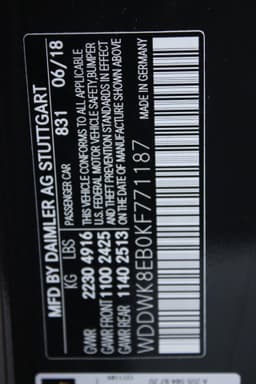 MFD BY DAIMLER AG STUTTGART
PASSENGER CAR 831 06/18
KG LBS
GVWR 2230 4916
GAWR FRONT 1100 2425
GAWR REAR 1140 2513
THIS VEHICLE CONFORMS TO ALL APPLICABLE
U.S. FEDERAL MOTOR VEHICLE SAFETY, BUMPER
AND THEFT PREVENTION STANDARDS IN EFFECT
ON THE DATE OF MANUFACTURE SHOWN ABOVE
WDDWK8EB0KF771187
MADE IN GERMANY